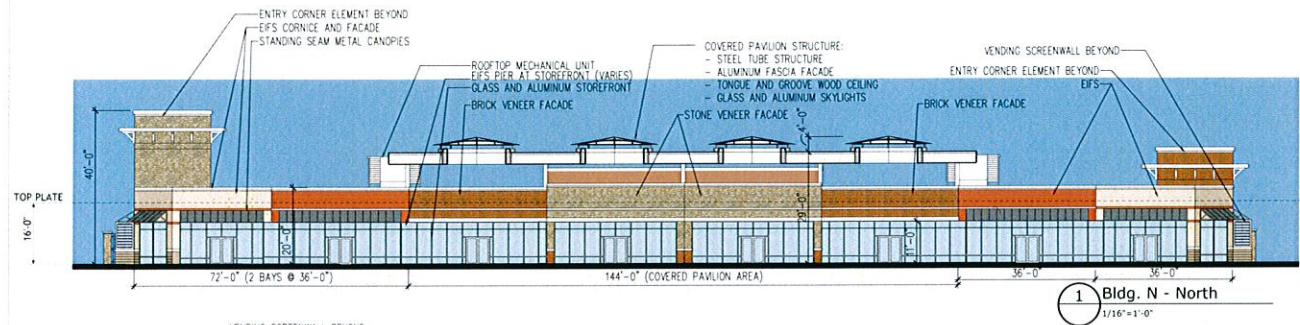 ENTRY CORNER ELEMENT BEYOND
EIFS CORNICE AND FACADE
STANDING SEAM METAL CANOPIES
ROOFTOP MECHANICAL UNIT
EIFS PIER AT STOREFRONT (VARIES)
GLASS AND ALUMINUM STOREFRONT
BRICK VENEER FACADE
COVERED PAVILION STRUCTURE:
- STEEL TUBE STRUCTURE
- ALUMINUM FASCIA FACADE
- TONGUE AND GROOVE WOOD CEILING
- GLASS AND ALUMINUM SKYLIGHTS
STONE VENEER FACADE
VENDING SCREENWALL BEYOND
ENTRY CORNER ELEMENT BEYOND
EIFS
BRICK VENEER FACADE
40'-0"
4'-0"
TOP PLATE
16'-0"
20'-0"
29'-0"
11'-0"
72'-0" (2 BAYS @ 36'-0")
144'-0" (COVERED PAVILION AREA)
36'-0"
36'-0"
1
Bldg. N - North
1/16"=1'-0"